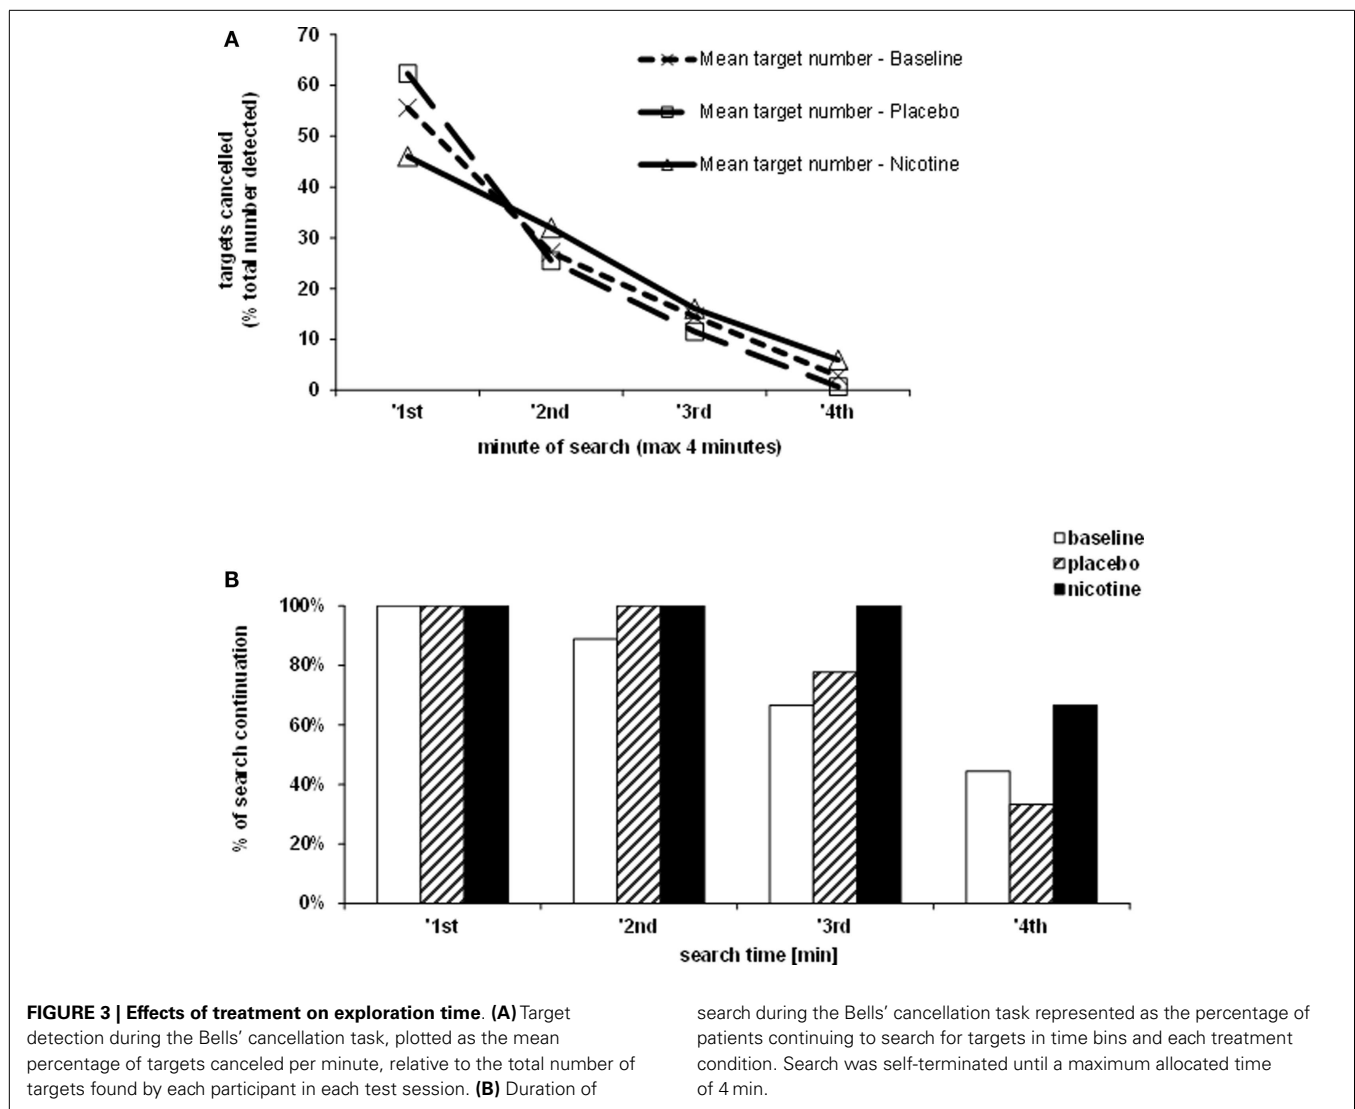 A
70
60
50
40
30
20
10
0
targets cancelled
(% total number detected)
Mean target number - Baseline
Mean target number - Placebo
Mean target number - Nicotine
'1st
'2nd
'3rd
'4th
minute of search (max 4 minutes)
B
baseline
placebo
nicotine
100%
80%
60%
40%
20%
0%
% of search continuation
'1st
'2nd
'3rd
'4th
search time [min]
FIGURE 3 | Effects of treatment on exploration time. (A) Target
detection during the Bells’ cancellation task, plotted as the mean
percentage of targets canceled per minute, relative to the total number of
targets found by each participant in each test session. (B) Duration of
search during the Bells’ cancellation task represented as the percentage of
patients continuing to search for targets in time bins and each treatment
condition. Search was self-terminated until a maximum allocated time
of 4 min.